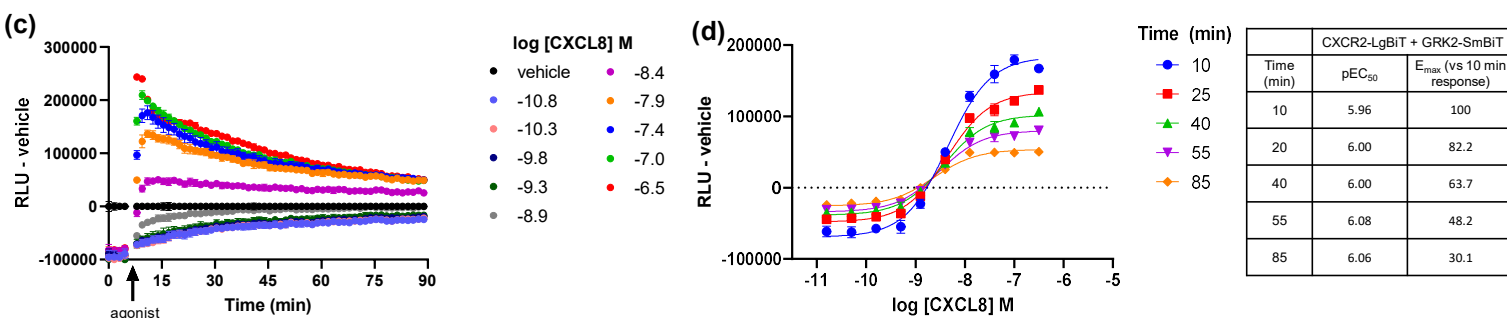 (c)
300000
200000
100000
0
-100000
RLU - vehicle
0 15 30 45 60 75 90
Time (min)
agonist
log [CXCL8] M
vehicle
-10.8
-10.3
-9.8
-9.3
-8.9
-8.4
-7.9
-7.4
-7.0
-6.5
(d)
200000
100000
0
-100000
RLU - vehicle
-11 -10 -9 -8 -7 -6 -5
log [CXCL8] M
Time (min)
10
25
40
55
85
CXCR2-LgBiT + GRK2-SmBiT
Time (min) pEC50 Emax (vs 10 min response)
10 5.96 100
20 6.00 82.2
40 6.00 63.7
55 6.08 48.2
85 6.06 30.1